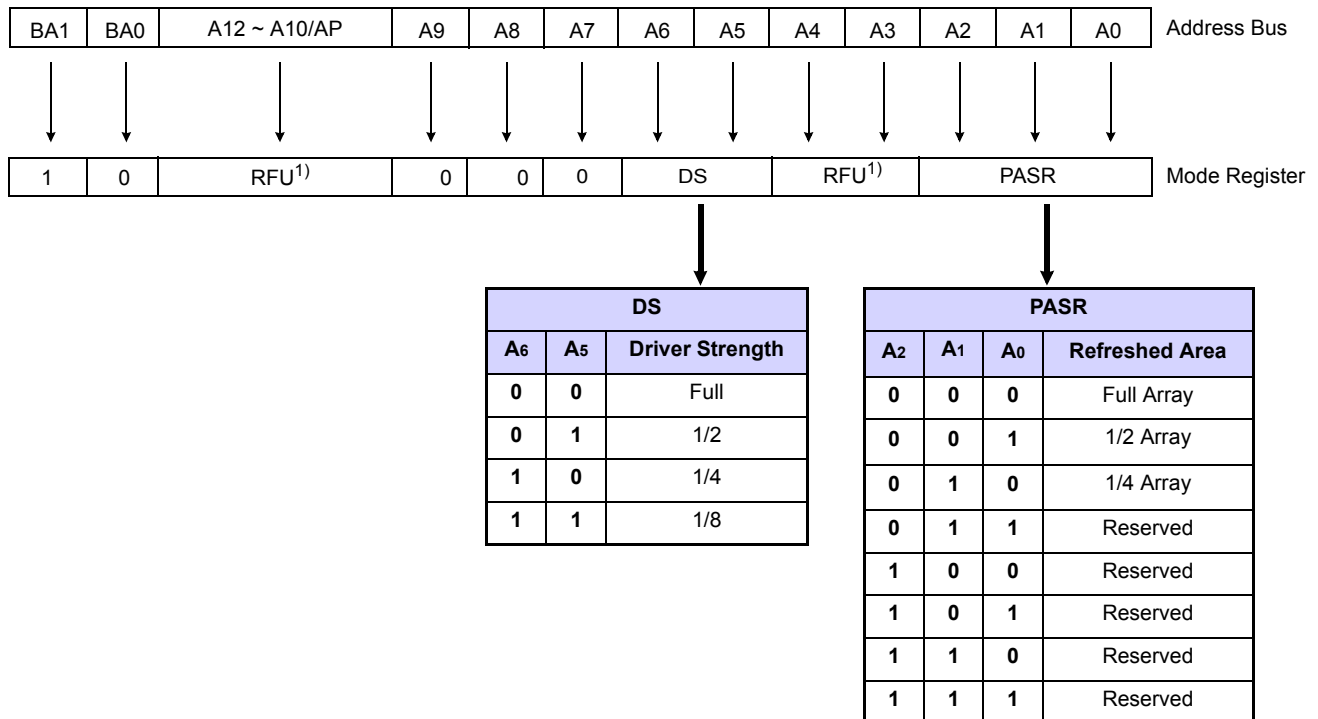 BA1 BA0 A12 ~ A10/AP A9 A8 A7 A6 A5 A4 A3 A2 A1 A0 Address Bus
1 0 RFU1) 0 0 0 DS RFU1) PASR Mode Register
DS
A6 A5 Driver Strength
0 0 Full
0 1 1/2
1 0 1/4
1 1 1/8
PASR
A2 A1 A0 Refreshed Area
0 0 0 Full Array
0 0 1 1/2 Array
0 1 0 1/4 Array
0 1 1 Reserved
1 0 0 Reserved
1 0 1 Reserved
1 1 0 Reserved
1 1 1 Reserved